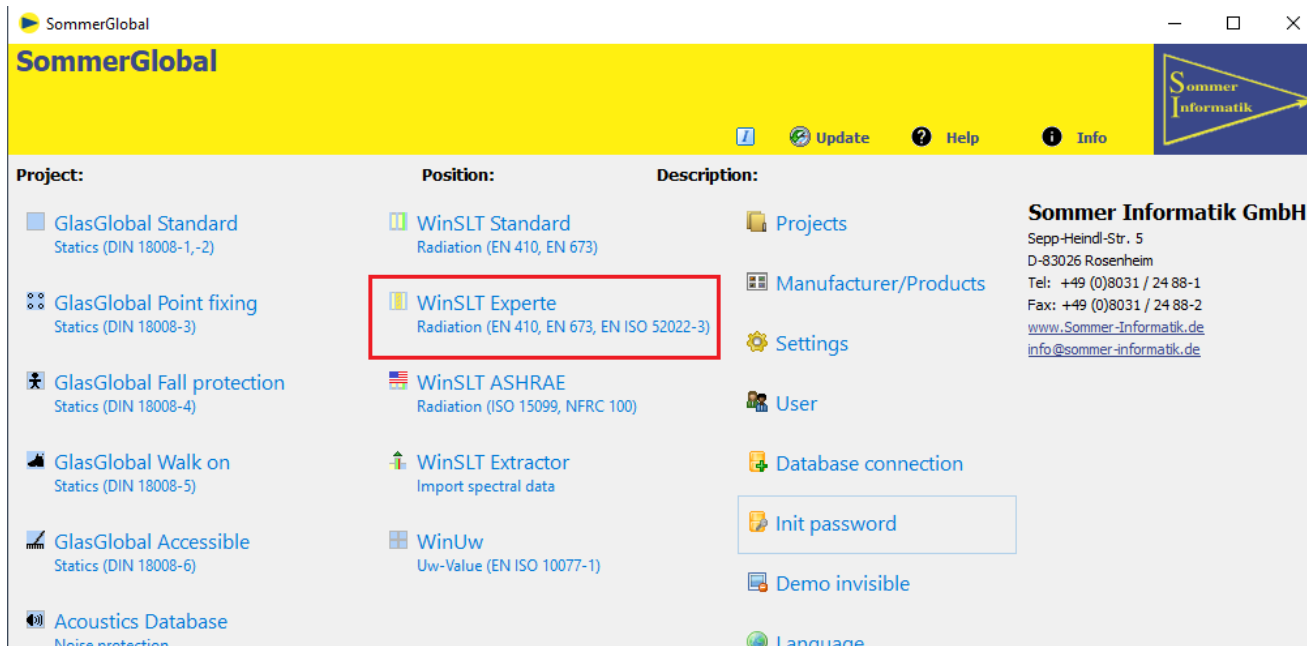 SommerGlobal
SommerGlobal
Sommer
Informatik
Update
Help
Info
Project:
Position:
Description:
GlasGlobal Standard
Statics (DIN 18008-1,-2)
GlasGlobal Point fixing
Statics (DIN 18008-3)
GlasGlobal Fall protection
Statics (DIN 18008-4)
GlasGlobal Walk on
Statics (DIN 18008-5)
GlasGlobal Accessible
Statics (DIN 18008-6)
Acoustics Database
Noise protection
WinSLT Standard
Radiation (EN 410, EN 673)
WinSLT Experte
Radiation (EN 410, EN 673, EN ISO 52022-3)
WinSLT ASHRAE
Radiation (ISO 15099, NFRC 100)
WinSLT Extractor
Import spectral data
WinUw
Uw-Value (EN ISO 10077-1)
Projects
Manufacturer/Products
Settings
User
Database connection
Init password
Demo invisible
Language
Sommer Informatik GmbH
Sepp-Heindl-Str. 5
D-83026 Rosenheim
Tel: +49 (0)8031 / 24 88-1
Fax: +49 (0)8031 / 24 88-2
www.Sommer-Informatik.de
info@sommer-informatik.de